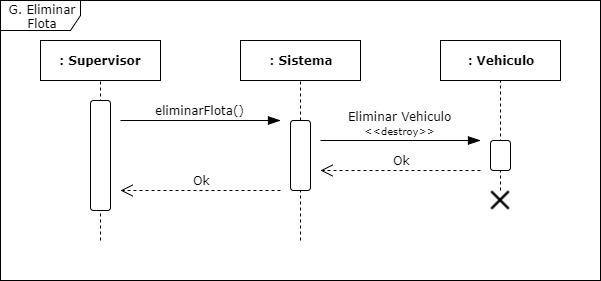 G. Eliminar
Flota
: Supervisor
: Sistema
: Vehiculo
eliminarFlota()
Eliminar Vehiculo
<<destroy>>
Ok
Ok